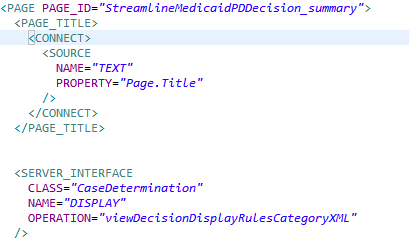 <PAGE PAGE_ID="StreamlineMedicaidPDDecision_summary">
<PAGE_TITLE>
<CONNECT>
<SOURCE
NAME="TEXT"
PROPERTY="Page.Title"
/>
</CONNECT>
</PAGE_TITLE>
<SERVER_INTERFACE
CLASS="CaseDetermination"
NAME="DISPLAY"
OPERATION="viewDecisionDisplayRulesCategoryXML"
/>